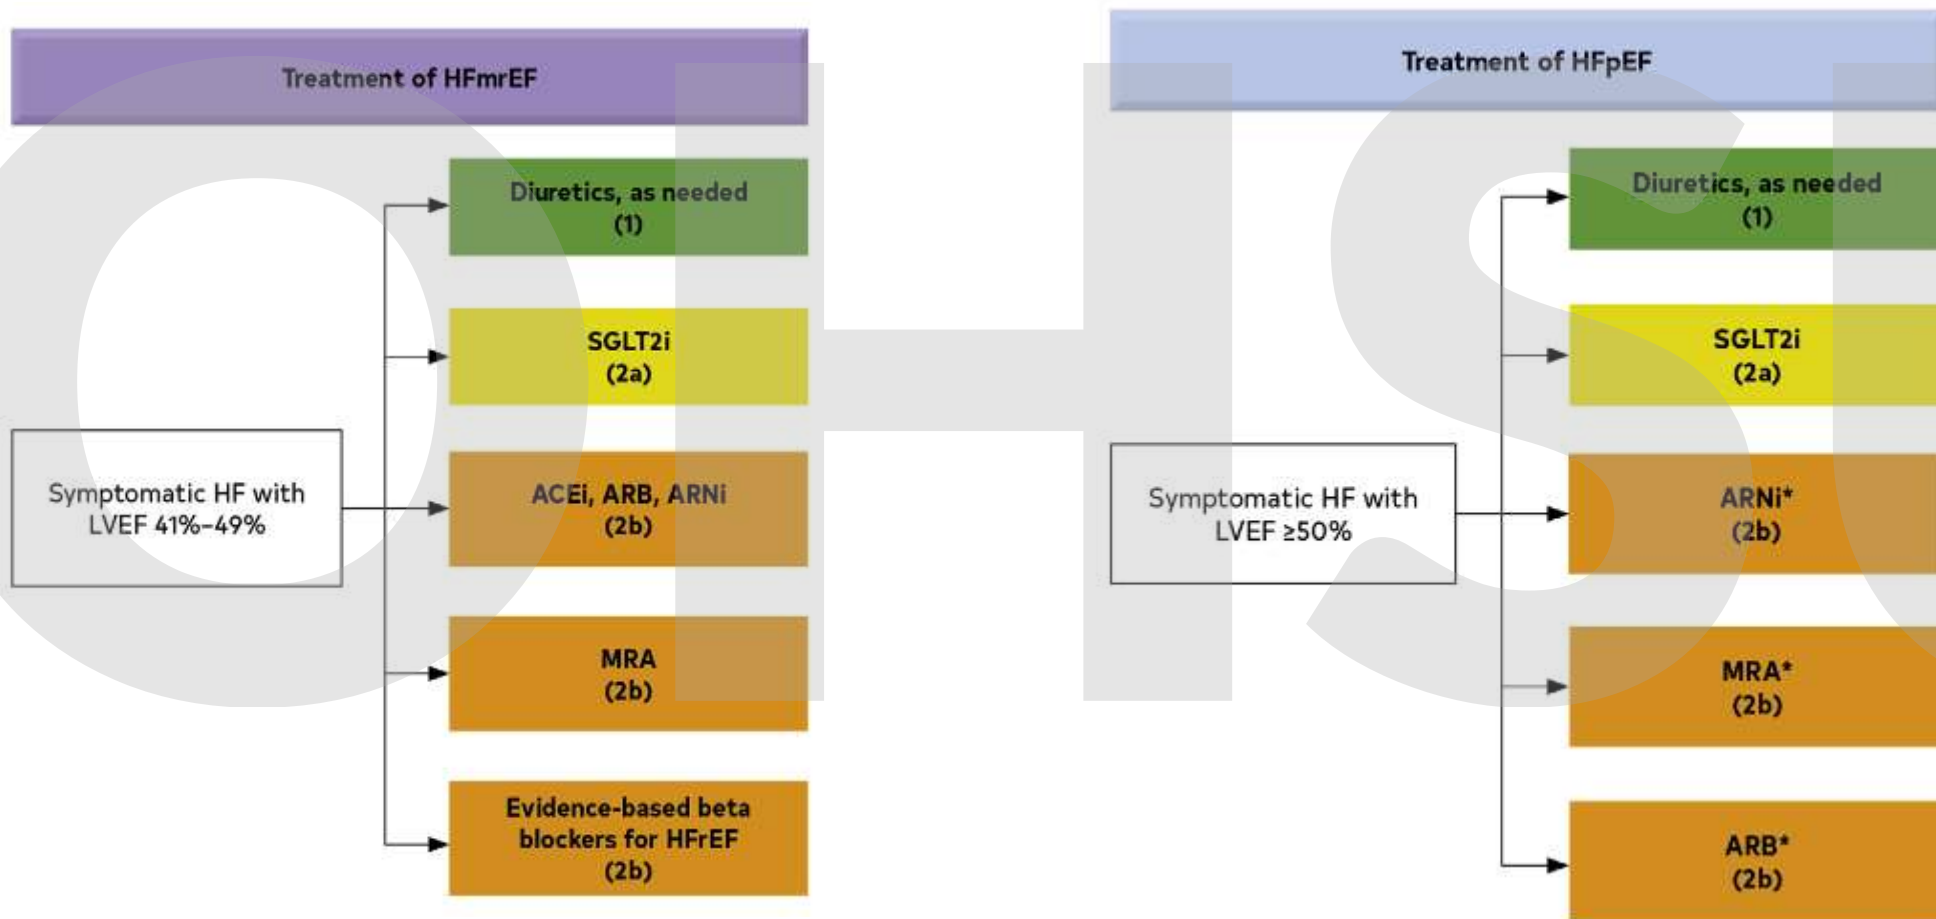 Treatment of HFmrEF
Diuretics, as needed
(1)
SGLT2i
(2a)
Symptomatic HF with
LVEF 41%–49%
ACEi, ARB, ARNi
(2b)
MRA
(2b)
Evidence-based beta
blockers for HFrEF
(2b)
Treatment of HFpEF
Diuretics, as needed
(1)
SGLT2i
(2a)
Symptomatic HF with
LVEF ≥50%
ARNi*
(2b)
MRA*
(2b)
ARB*
(2b)
OHSU